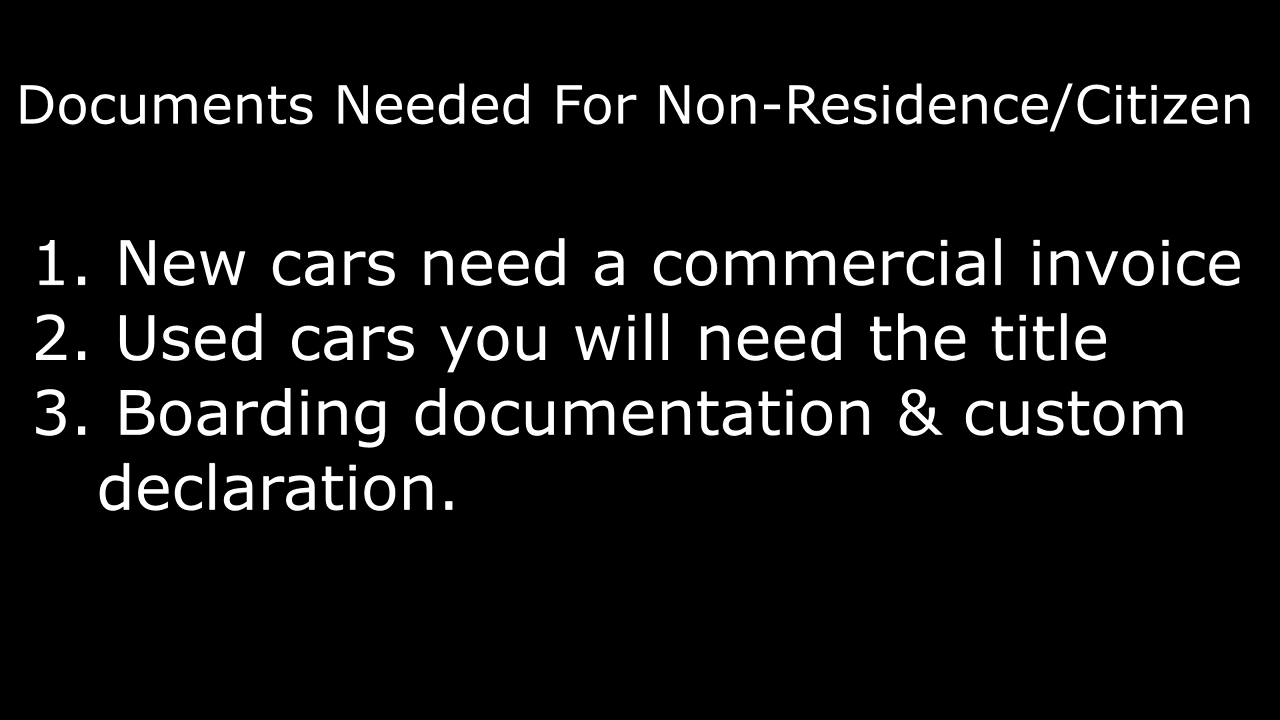 Documents Needed For Non-Residence/Citizen
1. New cars need a commercial invoice
2. Used cars you will need the title
3. Boarding documentation & custom
declaration.